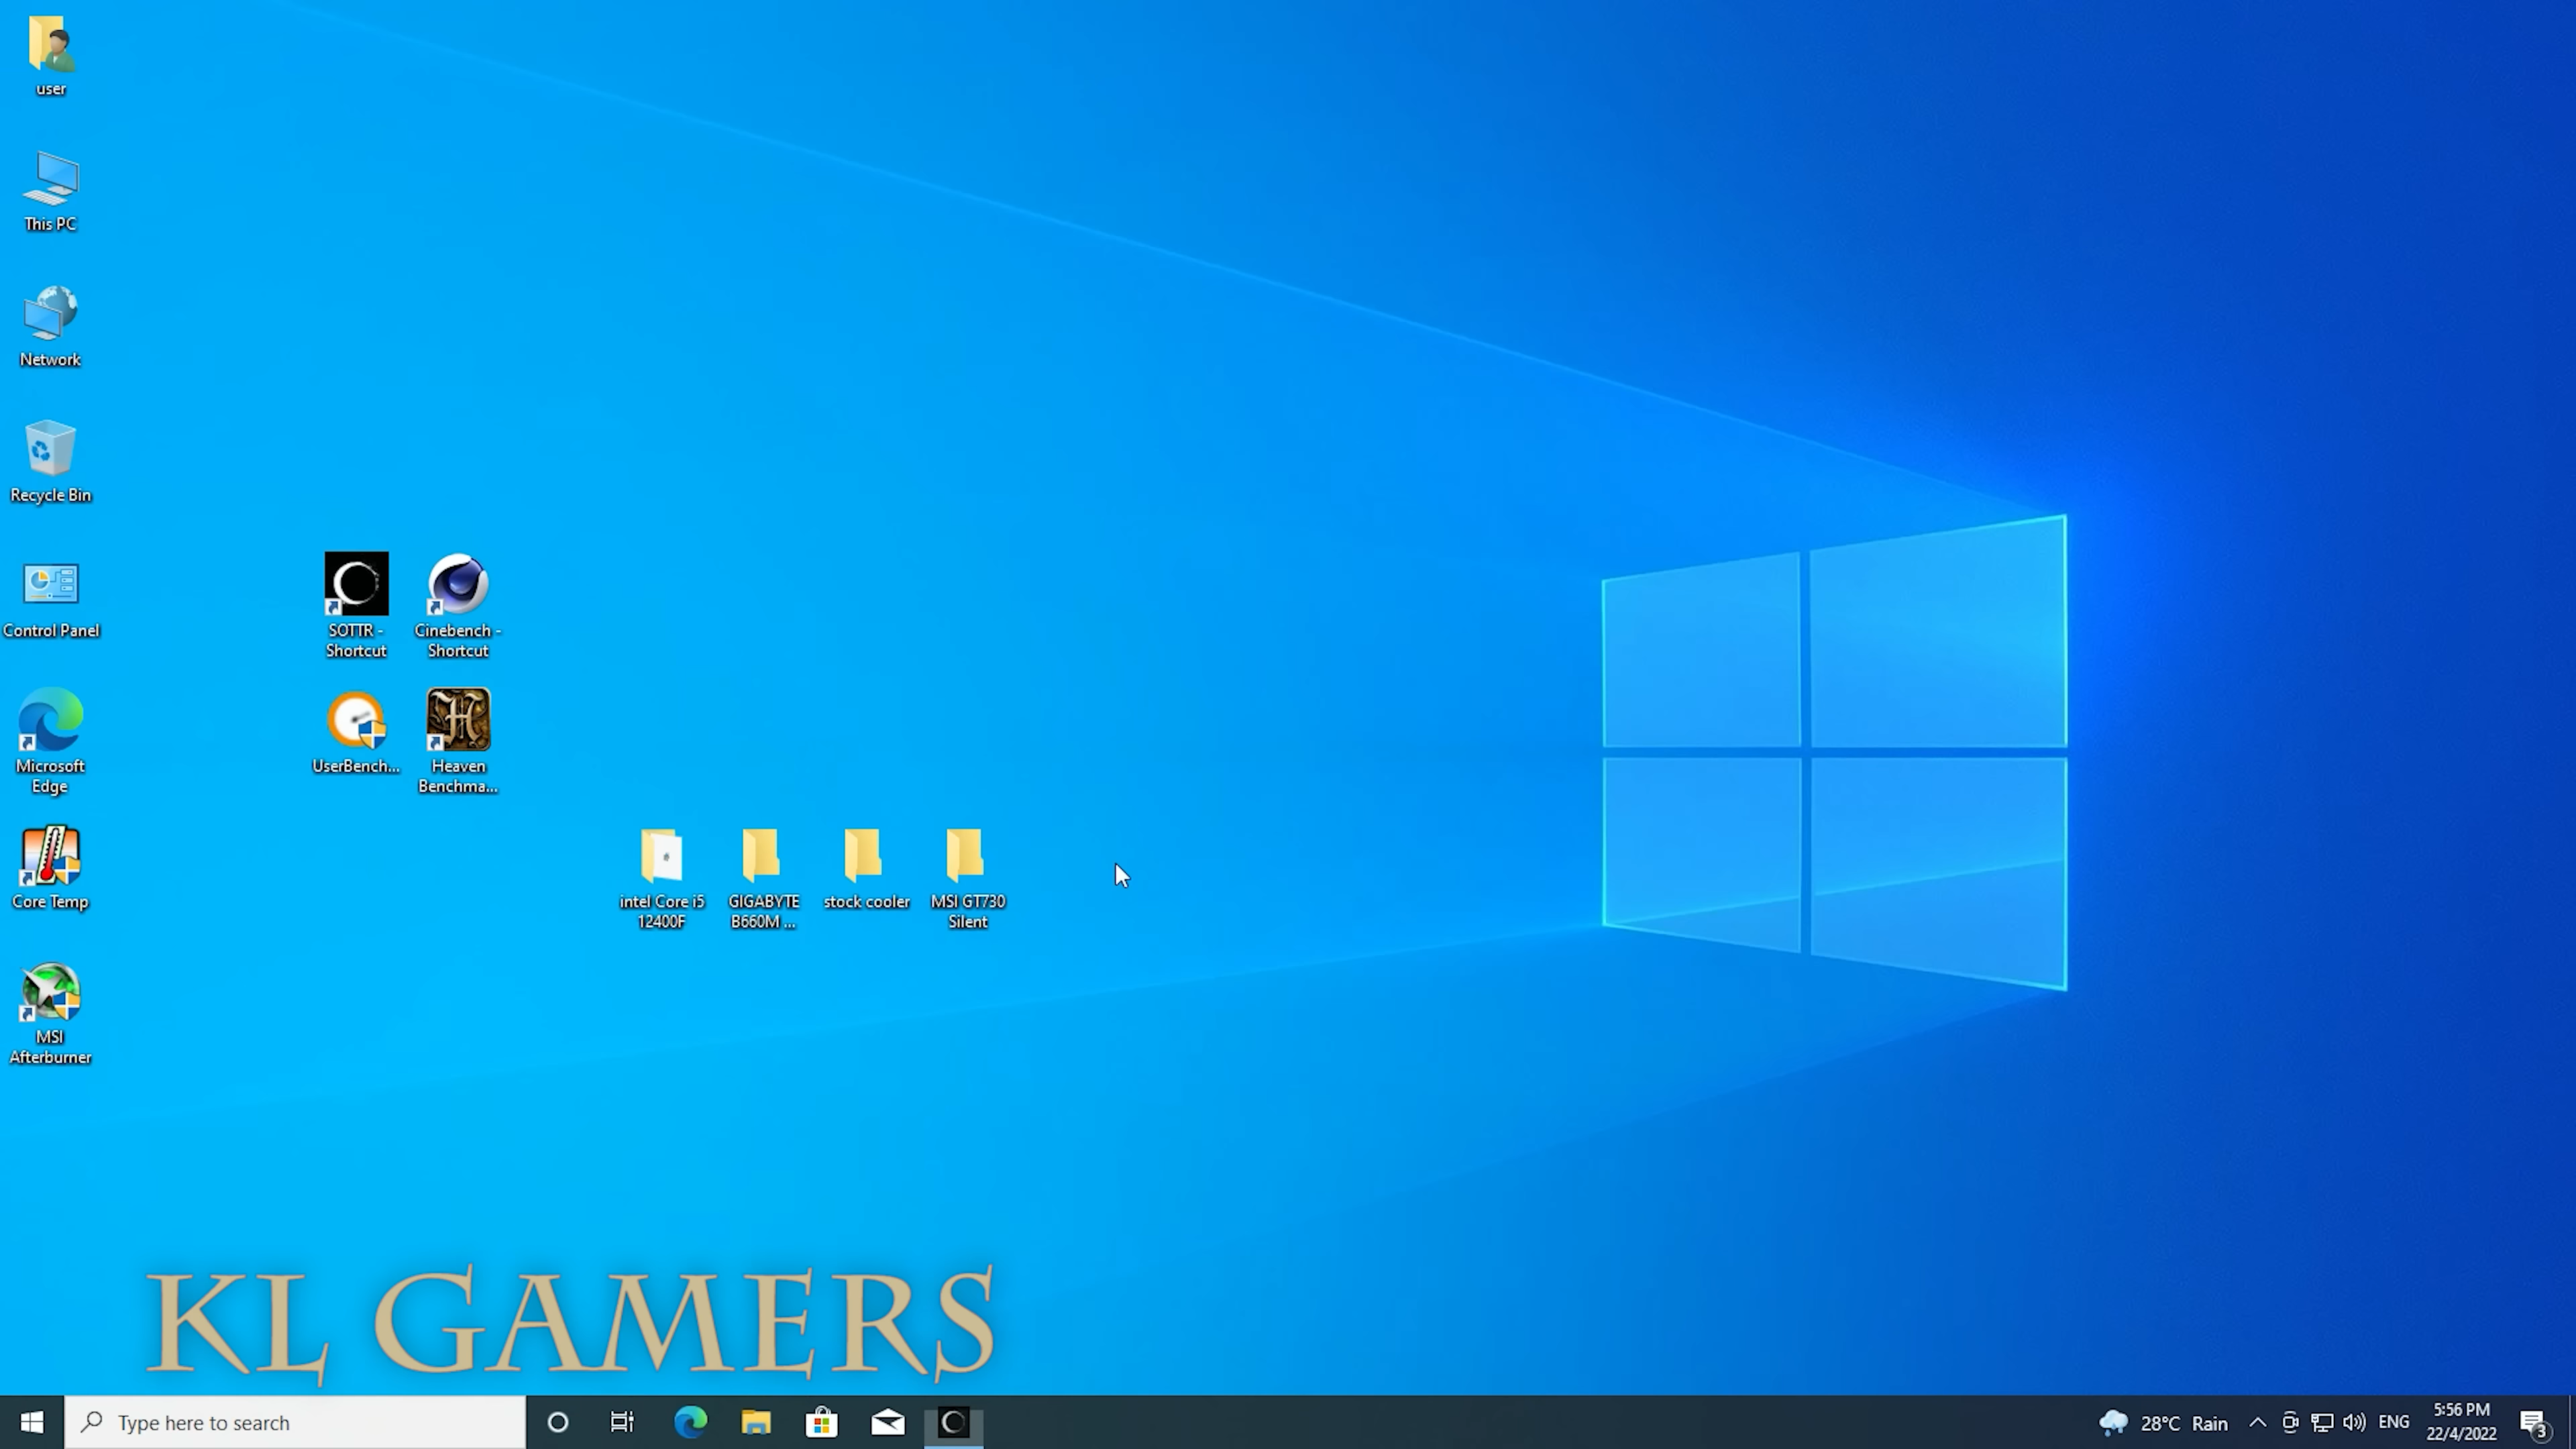 user
This PC
Network
Recycle Bin
Control Panel
SOTTR -
Shortcut
Cinebench -
Shortcut
Microsoft
Edge
UserBench...
Heaven
Benchma...
Core Temp
intel Core i5
12400F
GIGABYTE
B660M ...
stock cooler
MSI GT730
Silent
MSI
Afterburner
KL GAMERS
Type here to search
28°C Rain
ENG
5:56 PM
22/4/2022
3